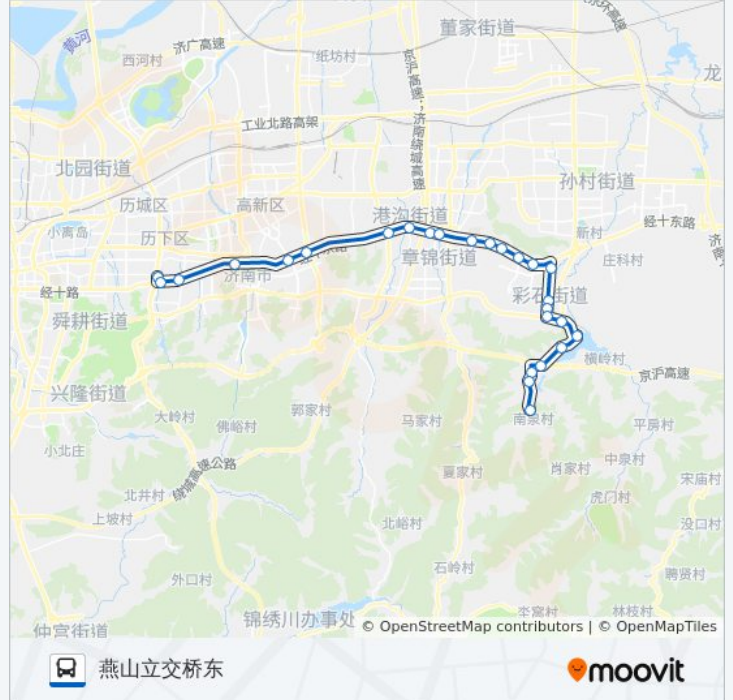 董家街道
黄河
济广高速
西河村
纸坊村
龙
京沪高速;济南绕城高速
工业北路高架
北园街道
孙村街道
历城区
高新区
港沟街道
经十东路
小离岛
历下区
新村
章锦街道
庄科村
济南市
经十路
彩石街道
舜耕街道
横岭村
京沪高速
兴隆街道
郭家村
大岭村
佛峪村
马家村
南泉村
平房村
小北庄
绕城高速公路
夏家村
肖家村
中泉村
宋庙村
北井村
虎门村
上坡村
北峪村
没口村
石岭村
外口村
聘贤村
锦绣川办事处
林枝村
仲宫街道
© OpenStreetMap contributors | © OpenMapTiles
燕山立交桥东
moovit